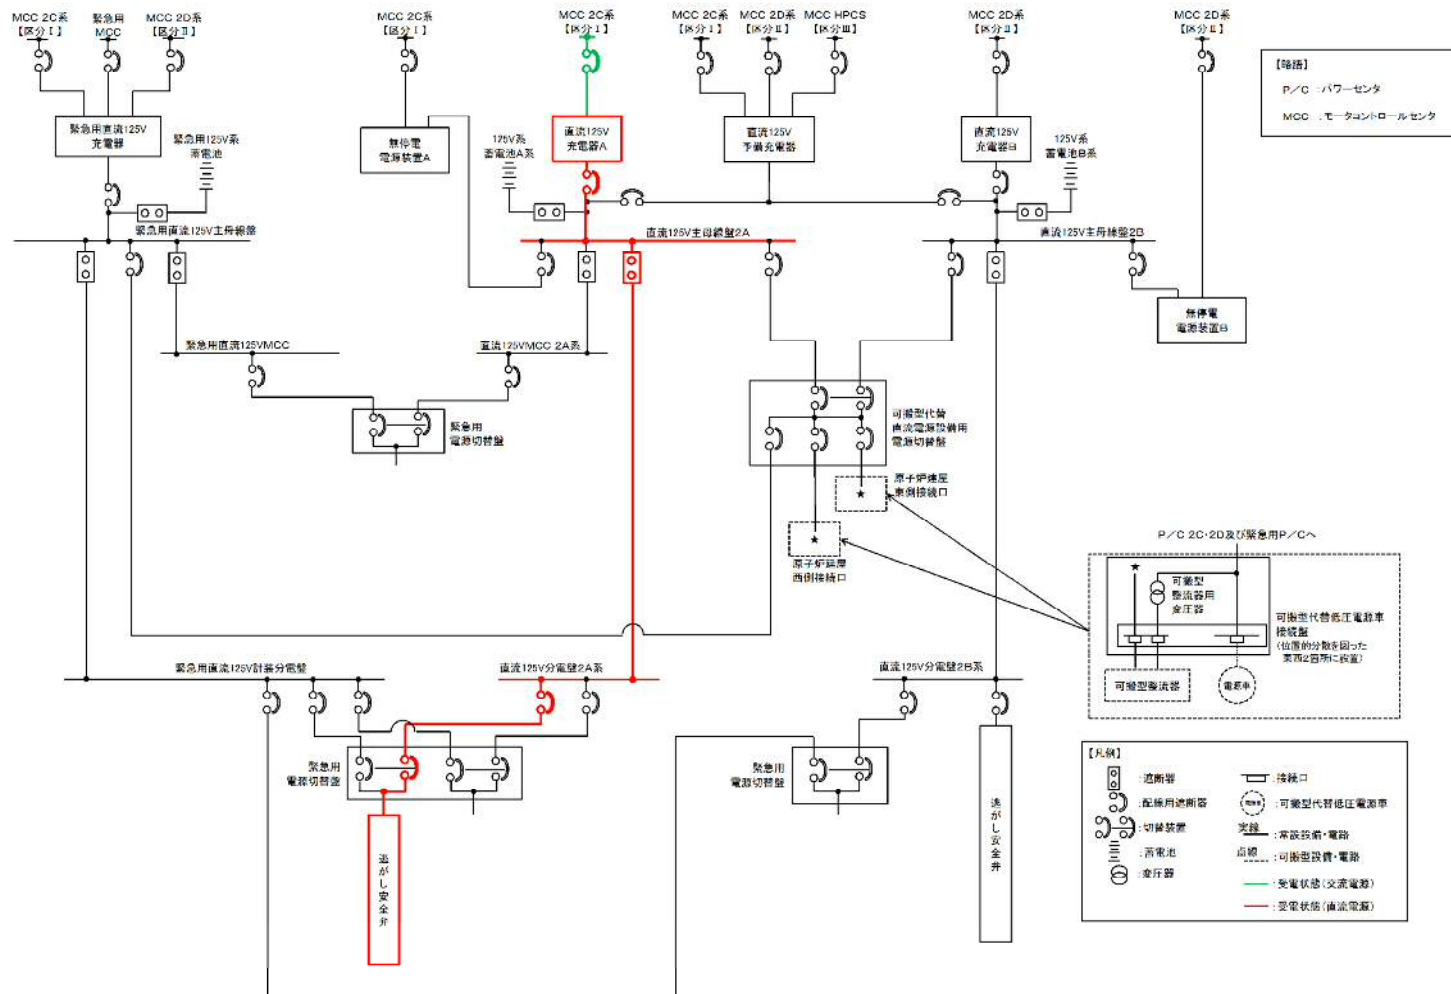 MCC 2C系
【区分Ⅰ】
緊急用
MCC
MCC 2D系
【区分Ⅱ】
MCC 2C系
【区分Ⅰ】
MCC 2C系
【区分Ⅰ】
MCC 2C系
【区分Ⅰ】
MCC 2D系
【区分Ⅱ】
MCC HPCS
【区分Ⅲ】
MCC 2D系
【区分Ⅱ】
MCC 2D系
【区分Ⅱ】
【略語】
P/C :パワーセンタ
MCC :モータコントロールセンタ
緊急用直流125V
充電器
緊急用125V系
蓄電池
無停電
電源装置A
125V系
蓄電池A系
直流125V
充電器A
直流125V
予備充電器
直流125V
充電器B
125V系
蓄電池B系
緊急用直流125V主母線盤
直流125V主母線盤2A
直流125V主母線盤2B
無停電
電源装置B
緊急用直流125VMCC
直流125VMCC 2A系
緊急用
電源切替盤
可搬型代替
直流電源設備用
電源切替盤
原子炉建屋
東側接続口
★
★
原子炉建屋
西側接続口
P/C 2C・2D及び緊急用P/Cへ
★
可搬型
整流器用
変圧器
可搬型代替低圧電源車
接続盤
(位置的分散を図った
東西2箇所に設置)
可搬型整流器
電源車
緊急用直流125V計装分電盤
直流125V分電盤2A系
直流125V分電盤2B系
緊急用
電源切替盤
緊急用
電源切替盤
逃がし安全弁
逃がし安全弁
【凡例】
:遮断器
:配線用遮断器
:切替装置
:蓄電池
:変圧器
:接続口
電源車
:可搬型代替低圧電源車
実線
:常設設備・電路
点線
:可搬型設備・電路
:受電状態(交流電源)
:受電状態(直流電源)